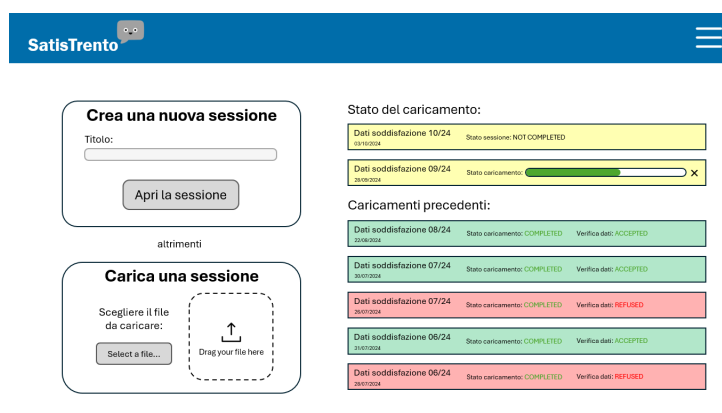 SatisTrento
Crea una nuova sessione
Titolo:
Apri la sessione
altrimenti
Carica una sessione
Scegliere il file
da caricare:
Select a file...
Drag your file here
Stato del caricamento:
Dati soddisfazione 10/24
03/10/2024
Stato sessione: NOT COMPLETED
Dati soddisfazione 09/24
28/09/2024
Stato caricamento:
Caricamenti precedenti:
Dati soddisfazione 08/24
22/08/2024
Stato caricamento: COMPLETED
Verifica dati: ACCEPTED
Dati soddisfazione 07/24
30/07/2024
Stato caricamento: COMPLETED
Verifica dati: ACCEPTED
Dati soddisfazione 07/24
26/07/2024
Stato caricamento: COMPLETED
Verifica dati: REFUSED
Dati soddisfazione 06/24
31/07/2024
Stato caricamento: COMPLETED
Verifica dati: ACCEPTED
Dati soddisfazione 06/24
28/07/2024
Stato caricamento: COMPLETED
Verifica dati: REFUSED